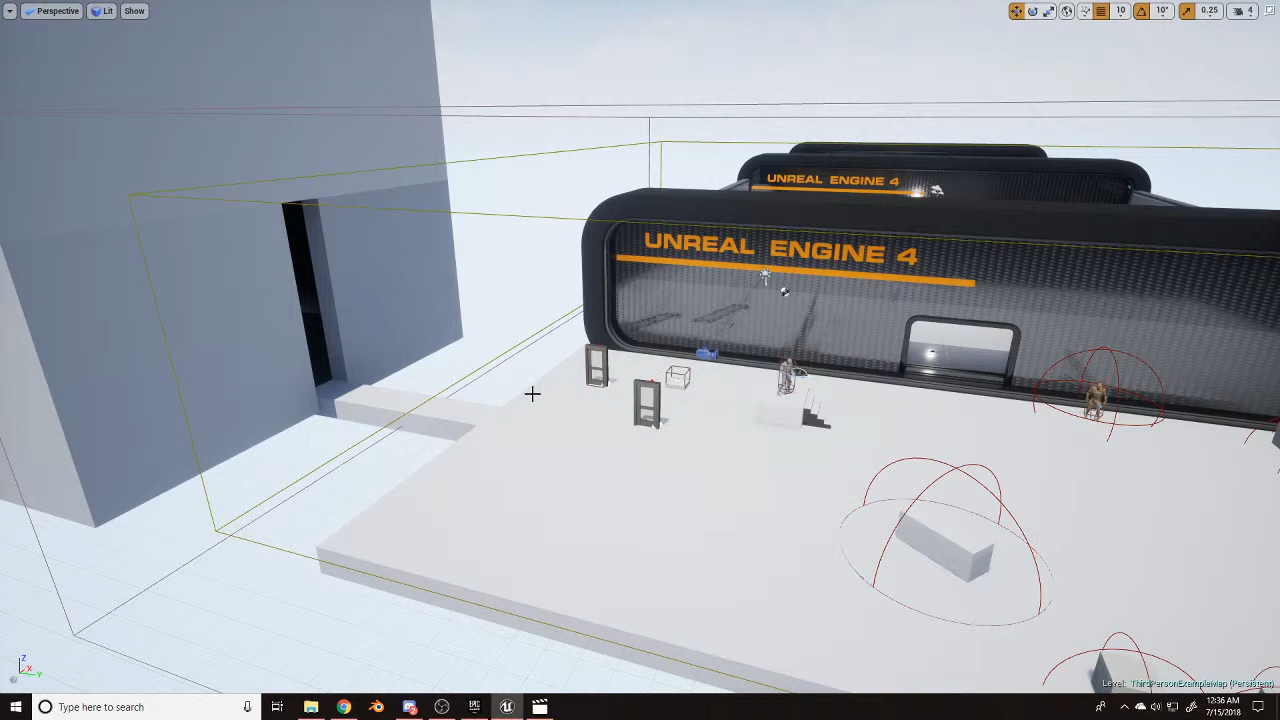 Perspective Lit Show 10 10° 0.25 4
UNREAL ENGINE 4
UNREAL ENGINE 4
Z
X
Y
Level: ThirdPersonExampleMap (Persistent)
Type here to search
EPIC
12:36 AM
7/15/2018